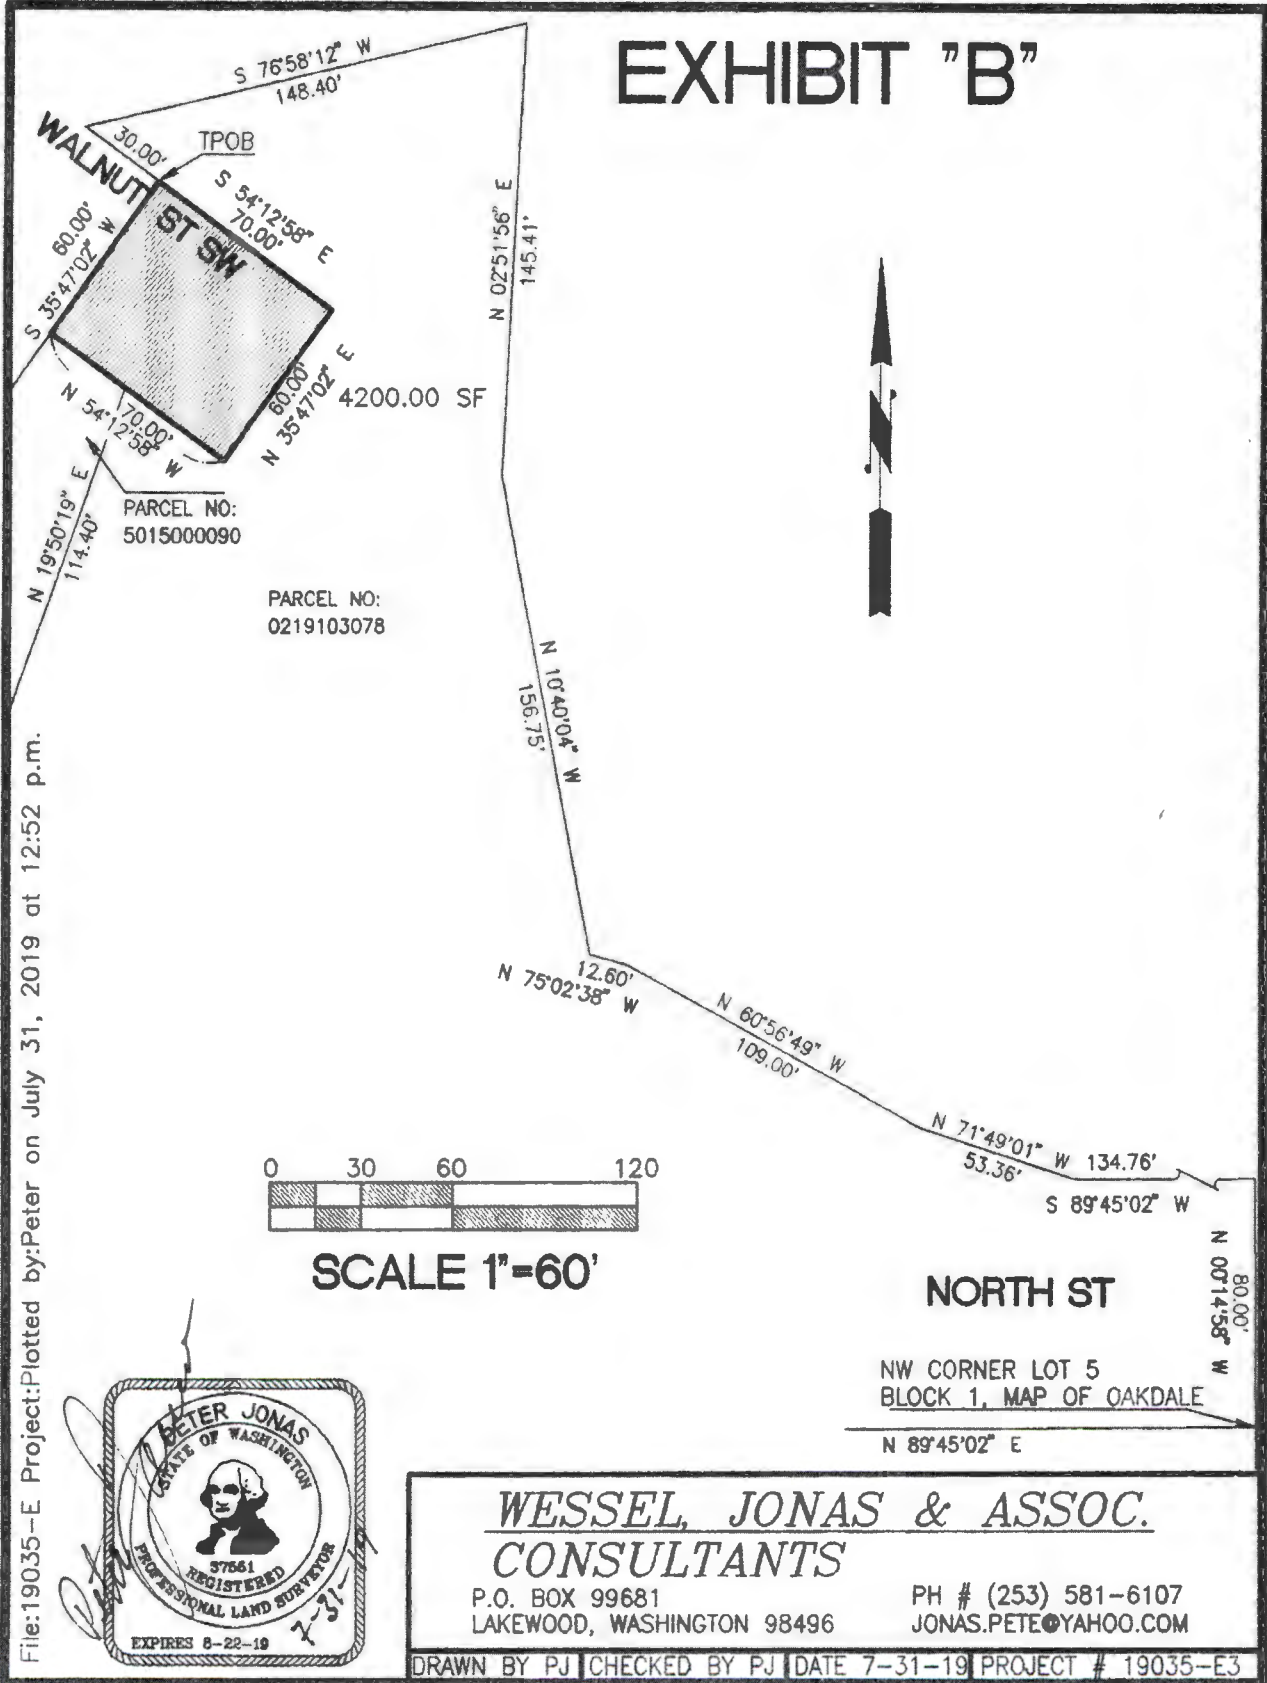 EXHIBIT "B"
S 76°58'12" W
148.40'
WALNUT
ST SW
30.00'
TPOB
S 54°12'58" E
70.00'
60.00'
S 35°47'02" W
N 02°51'56" E
145.41'
60.00'
N 35°47'02" E
4200.00 SF
70.00'
N 54°12'58" W
N 19°50'19" E
114.40'
PARCEL NO:
5015000090
PARCEL NO:
0219103078
N 10°40'04" W
156.75'
12.60'
N 75°02'38" W
N 60°56'49" W
109.00'
N 71°49'01" W
53.36'
134.76'
S 89°45'02" W
80.00'
N 00°14'58" W
0 30 60 120
SCALE 1"=60'
NORTH ST
NW CORNER LOT 5
BLOCK 1, MAP OF OAKDALE
N 89°45'02" E
File:19035-E Project:Plotted by:Peter on July 31, 2019 at 12:52 p.m.
PETER JONAS
STATE OF WASHINGTON
37551
REGISTERED
PROFESSIONAL LAND SURVEYOR
EXPIRES 8-22-19
7-31-19
WESSEL, JONAS & ASSOC.
CONSULTANTS
P.O. BOX 99681
LAKEWOOD, WASHINGTON 98496
PH # (253) 581-6107
JONAS.PETE@YAHOO.COM
DRAWN BY PJ CHECKED BY PJ DATE 7-31-19 PROJECT # 19035-E3